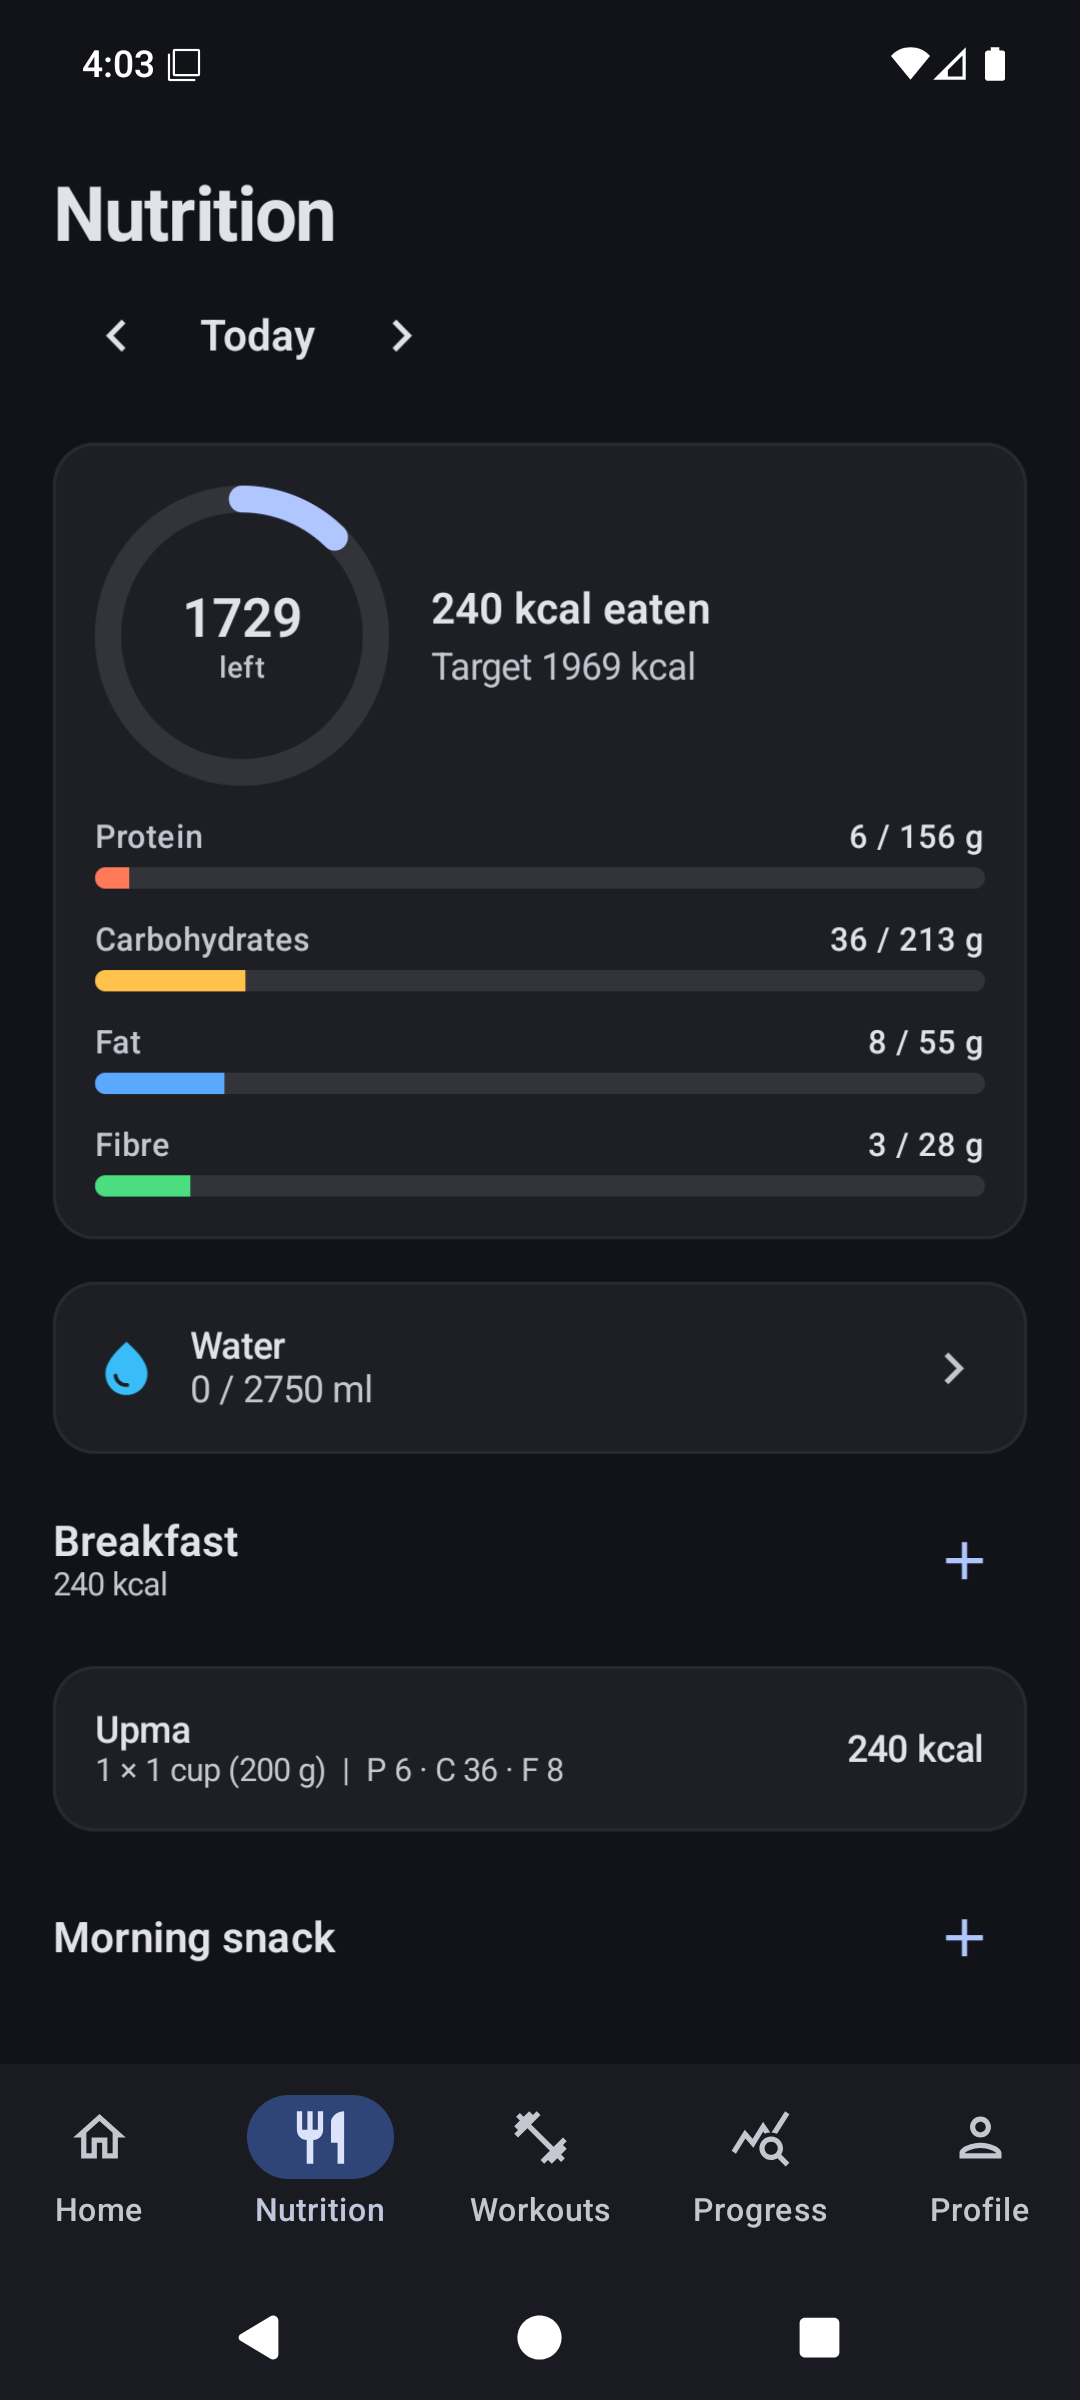 4:03
Nutrition
Today
1729
left
240 kcal eaten
Target 1969 kcal
Protein 6 / 156 g
Carbohydrates 36 / 213 g
Fat 8 / 55 g
Fibre 3 / 28 g
Water
0 / 2750 ml
Breakfast
240 kcal
Upma
1 × 1 cup (200 g) | P 6 · C 36 · F 8
240 kcal
Morning snack
Home Nutrition Workouts Progress Profile